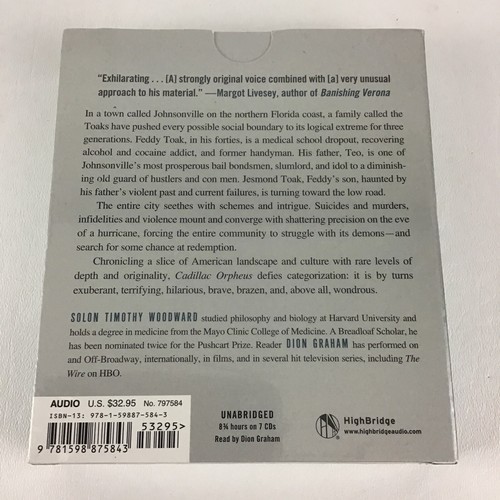 “Exhilarating . . . [A] strongly original voice combined with [a] very unusual
approach to his material.” —Margot Livesey, author of Banishing Verona
In a town called Johnsonville on the northern Florida coast, a family called the
Toaks have pushed every possible social boundary to its logical extreme for three
generations. Feddy Toak, in his forties, is a medical school dropout, recovering
alcohol and cocaine addict, and former handyman. His father, Teo, is one of
Johnsonville’s most prosperous bail bondsmen, slumlord, and idol to a diminish-
ing old guard of hustlers and con men. Jesmond Toak, Feddy’s son, haunted by
his father’s violent past and current failures, is turning toward the low road.
The entire city seethes with schemes and intrigue. Suicides and murders,
infidelities and violence mount and converge with shattering precision on the eve
of a hurricane, forcing the entire community to struggle with its demons—and
search for some chance at redemption.
Chronicling a slice of American landscape and culture with rare levels of
depth and originality, Cadillac Orpheus defies categorization: it is by turns
exuberant, terrifying, hilarious, brave, brazen, and, above all, wondrous.
SOLON TIMOTHY WOODWARD studied philosophy and biology at Harvard University and
holds a degree in medicine from the Mayo Clinic College of Medicine. A Breadloaf Scholar, he
has been nominated twice for the Pushcart Prize. Reader DION GRAHAM has performed on
and Off-Broadway, internationally, in films, and in several hit television series, including The
Wire on HBO.
AUDIO U.S. $32.95 No. 797584
ISBN-13: 978-1-59887-584-3
53295>
9 781598 875843
UNABRIDGED
8¾ hours on 7 CDs
Read by Dion Graham
HighBridge
www.highbridgeaudio.com